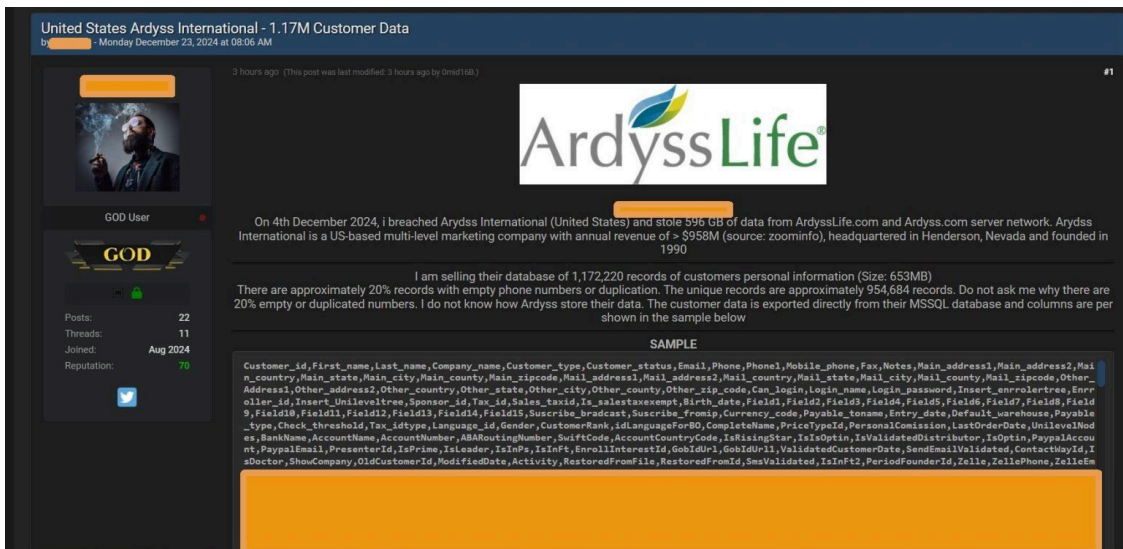 United States Ardyss International - 1.17M Customer Data
by - Monday December 23, 2024 at 08:06 AM
3 hours ago (This post was last modified: 3 hours ago by 0mid16B.)
#1
ArdyssLife®
GOD User
GOD
Posts: 22
Threads: 11
Joined: Aug 2024
Reputation: 70
On 4th December 2024, i breached Arydss International (United States) and stole 596 GB of data from ArdyssLife.com and Ardyss.com server network. Arydss
International is a US-based multi-level marketing company with annual revenue of > $958M (source: zoominfo), headquartered in Henderson, Nevada and founded in
1990
I am selling their database of 1,172,220 records of customers personal information (Size: 653MB)
There are approximately 20% records with empty phone numbers or duplication. The unique records are approximately 954,684 records. Do not ask me why there are
20% empty or duplicated numbers. I do not know how Ardyss store their data. The customer data is exported directly from their MSSQL database and columns are per
shown in the sample below
SAMPLE
Customer_id,First_name,Last_name,Company_name,Customer_type,Customer_status,Email,Phone,Phone1,Mobile_phone,Fax,Notes,Main_address1,Main_address2,Mai
n_country,Main_state,Main_city,Main_county,Main_zipcode,Mail_address1,Mail_address2,Mail_country,Mail_state,Mail_city,Mail_county,Mail_zipcode,Other_
Address1,Other_address2,Other_country,Other_state,Other_city,Other_county,Other_zip_code,Can_login,Login_name,Login_password,Insert_enrrolertree,Enrr
oller_id,Insert_Unileveltree,Sponsor_id,Tax_id,Sales_taxid,Is_salestaxexempt,Birth_date,Field1,Field2,Field3,Field4,Field5,Field6,Field7,Field8,Field
9,Field10,Field11,Field12,Field13,Field14,Field15,Suscribe_bradcast,Suscribe_fromip,Currency_code,Payable_toname,Entry_date,Default_warehouse,Payable
_type,Check_threshold,Tax_idtype,Language_id,Gender,CustomerRank,idLanguageForBO,CompleteName,PriceTypeId,PersonalComission,LastOrderDate,UnilevelNod
es,BankName,AccountName,AccountNumber,ABARoutingNumber,SwiftCode,AccountCountryCode,IsRisingStar,IsIsOptin,IsValidatedDistributor,IsOptin,PaypalAccou
nt,PaypalEmail,PresenterId,IsPrime,IsLeader,IsInPs,IsInFt,EnrollInterestId,GobIdUrl,GobIdUrl1,ValidatedCustomerDate,SendEmailValidated,ContactWayId,I
sDoctor,ShowCompany,OldCustomerId,ModifiedDate,Activity,RestoredFromFile,RestoredFromId,SmsValidated,IsInFt2,PeriodFounderId,Zelle,ZellePhone,ZelleEm